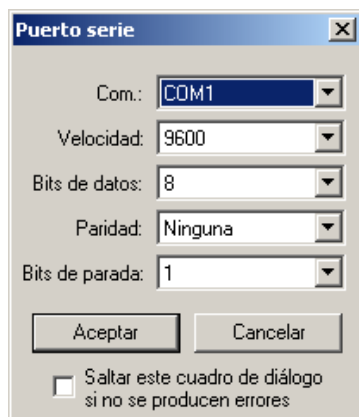 Puerto serie
Com.: COM1
Velocidad: 9600
Bits de datos: 8
Paridad: Ninguna
Bits de parada: 1
Aceptar Cancelar
Saltar este cuadro de diálogo
si no se producen errores